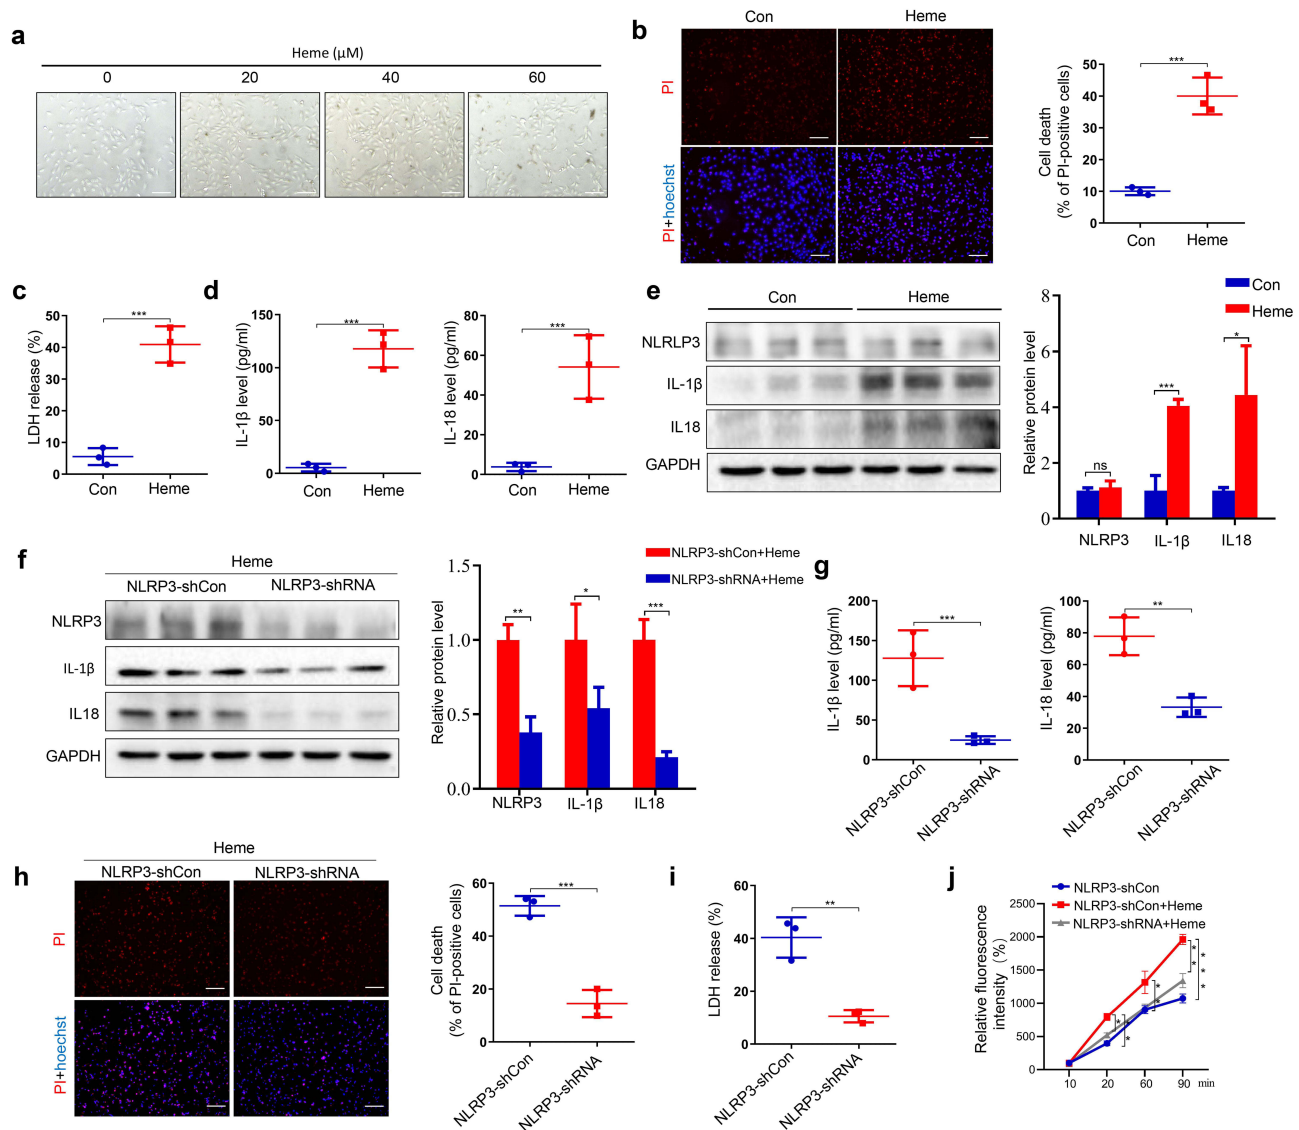 a
Heme (μM)
0 20 40 60
b
Con Heme
PI
PI+hoechst
Cell death
(% of PI-positive cells)
50
40
30
20
10
0
Con Heme
***
c
LDH release (%)
50
40
30
20
10
0
Con Heme
***
d
IL-1β level (pg/ml)
150
100
50
0
Con Heme
***
IL-18 level (pg/ml)
80
60
40
20
0
Con Heme
***
e
Con Heme
NLRLP3
IL-1β
IL18
GAPDH
Con
Heme
Relative protein level
8
6
4
2
0
ns
***
*
NLRP3 IL-1β IL18
f
Heme
NLRP3-shCon NLRP3-shRNA
NLRP3
IL-1β
IL18
GAPDH
NLRP3-shCon+Heme
NLRP3-shRNA+Heme
Relative protein level
1.5
1.0
0.5
0.0
**
*
***
NLRP3 IL-1β IL18
g
IL-1β level (pg/ml)
200
150
100
50
0
***
NLRP3-shCon
NLRP3-shRNA
IL-18 level (pg/ml)
100
80
60
40
20
0
**
NLRP3-shCon
NLRP3-shRNA
h
Heme
NLRP3-shCon NLRP3-shRNA
PI
PI+hoechst
Cell death
(% of PI-positive cells)
60
40
20
0
***
NLRP3-shCon
NLRP3-shRNA
i
LDH release (%)
60
40
20
0
**
NLRP3-shCon
NLRP3-shRNA
j
NLRP3-shCon
NLRP3-shCon+Heme
NLRP3-shRNA+Heme
Relative fluorescence
intensity (%)
2500
2000
1500
1000
500
0
10 20 60 90 min
*
**
**
**
***